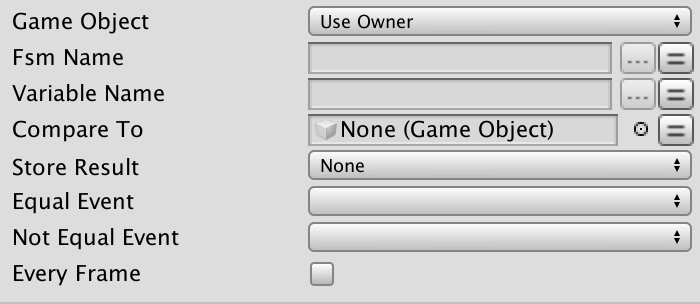 Game Object Use Owner
Fsm Name ...
Variable Name ...
Compare To None (Game Object)
Store Result None
Equal Event
Not Equal Event
Every Frame